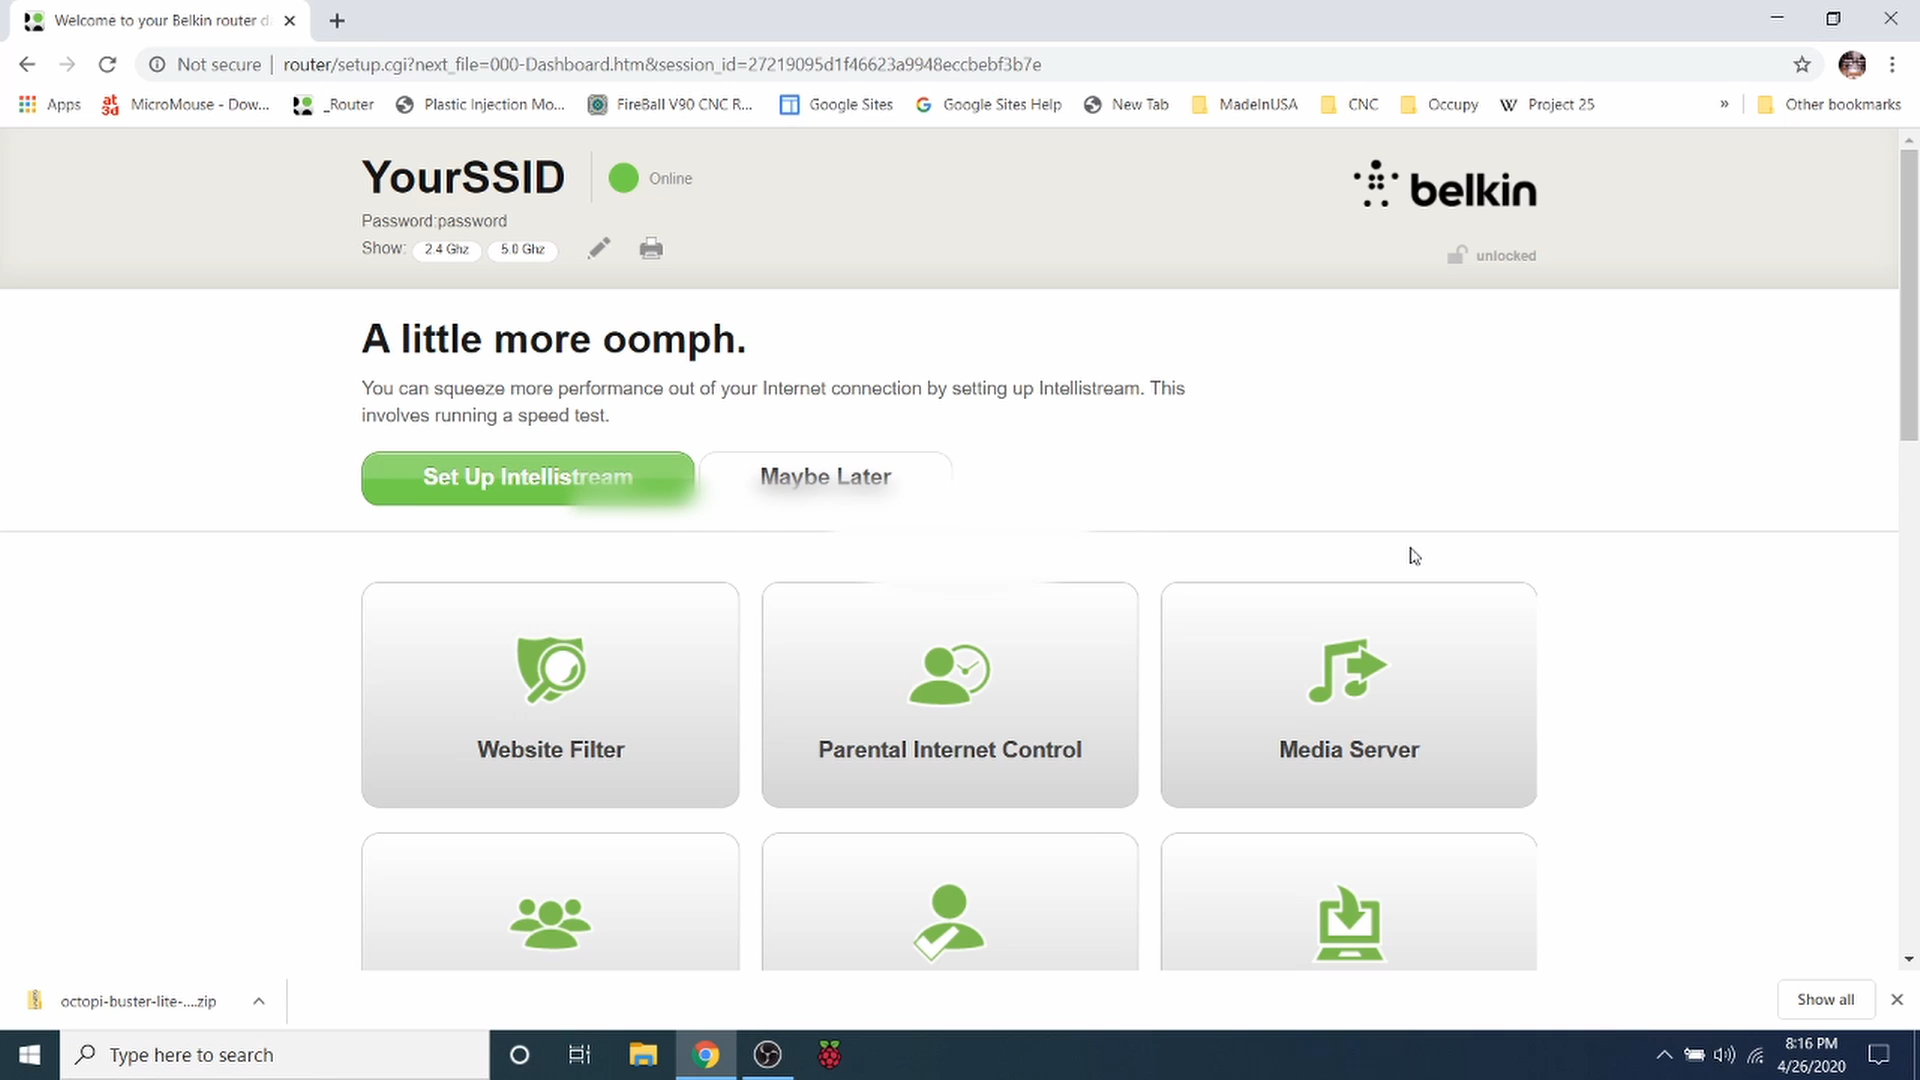 Welcome to your Belkin router da
Not secure
router/setup.cgi?next_file=000-Dashboard.htm&session_id=27219095d1f46623a9948eccbebf3b7e
Apps
at3d
MicroMouse - Dow...
_Router
Plastic Injection Mo...
FireBall V90 CNC R...
Google Sites
Google Sites Help
New Tab
MadeInUSA
CNC
Occupy
W
Project 25
»
Other bookmarks
YourSSID
Online
belkin
Password:password
Show:
2.4 Ghz
5.0 Ghz
unlocked
A little more oomph.
You can squeeze more performance out of your Internet connection by setting up Intellistream. This
involves running a speed test.
Set Up Intellistream
Maybe Later
Website Filter
Parental Internet Control
Media Server
octopi-buster-lite-....zip
Show all
Type here to search
8:16 PM
4/26/2020